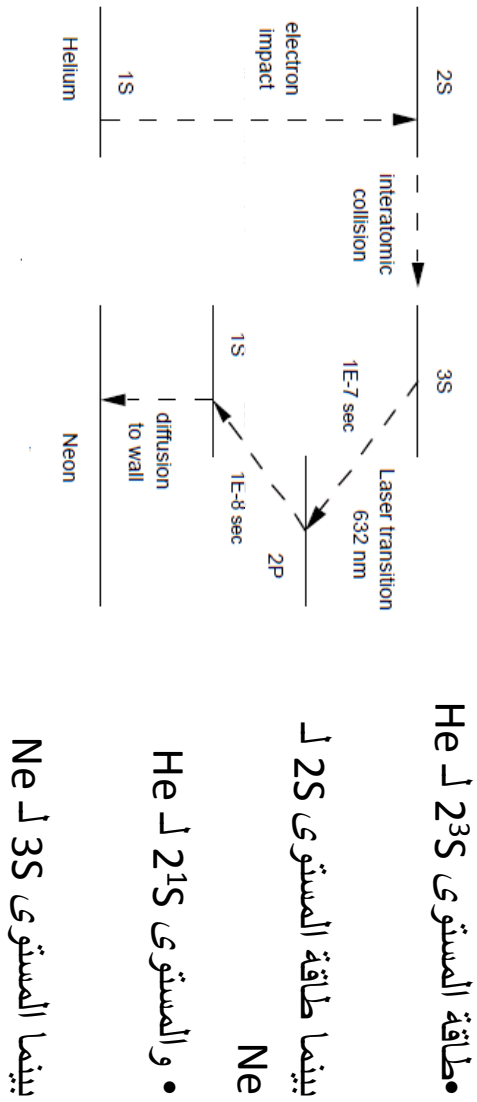 2S
3S
electron
impact
interatomic
collision
1E-7 sec
Laser transition
632 nm
2P
1S
1S
1E-8 sec
diffusion
to wall
Helium
Neon
•طاقة المستوى 2³S لـ He
بينما طاقة المستوى 2S لـ
Ne
• والمستوى 2¹S لـ He
بينما المستوى 3S لـ Ne